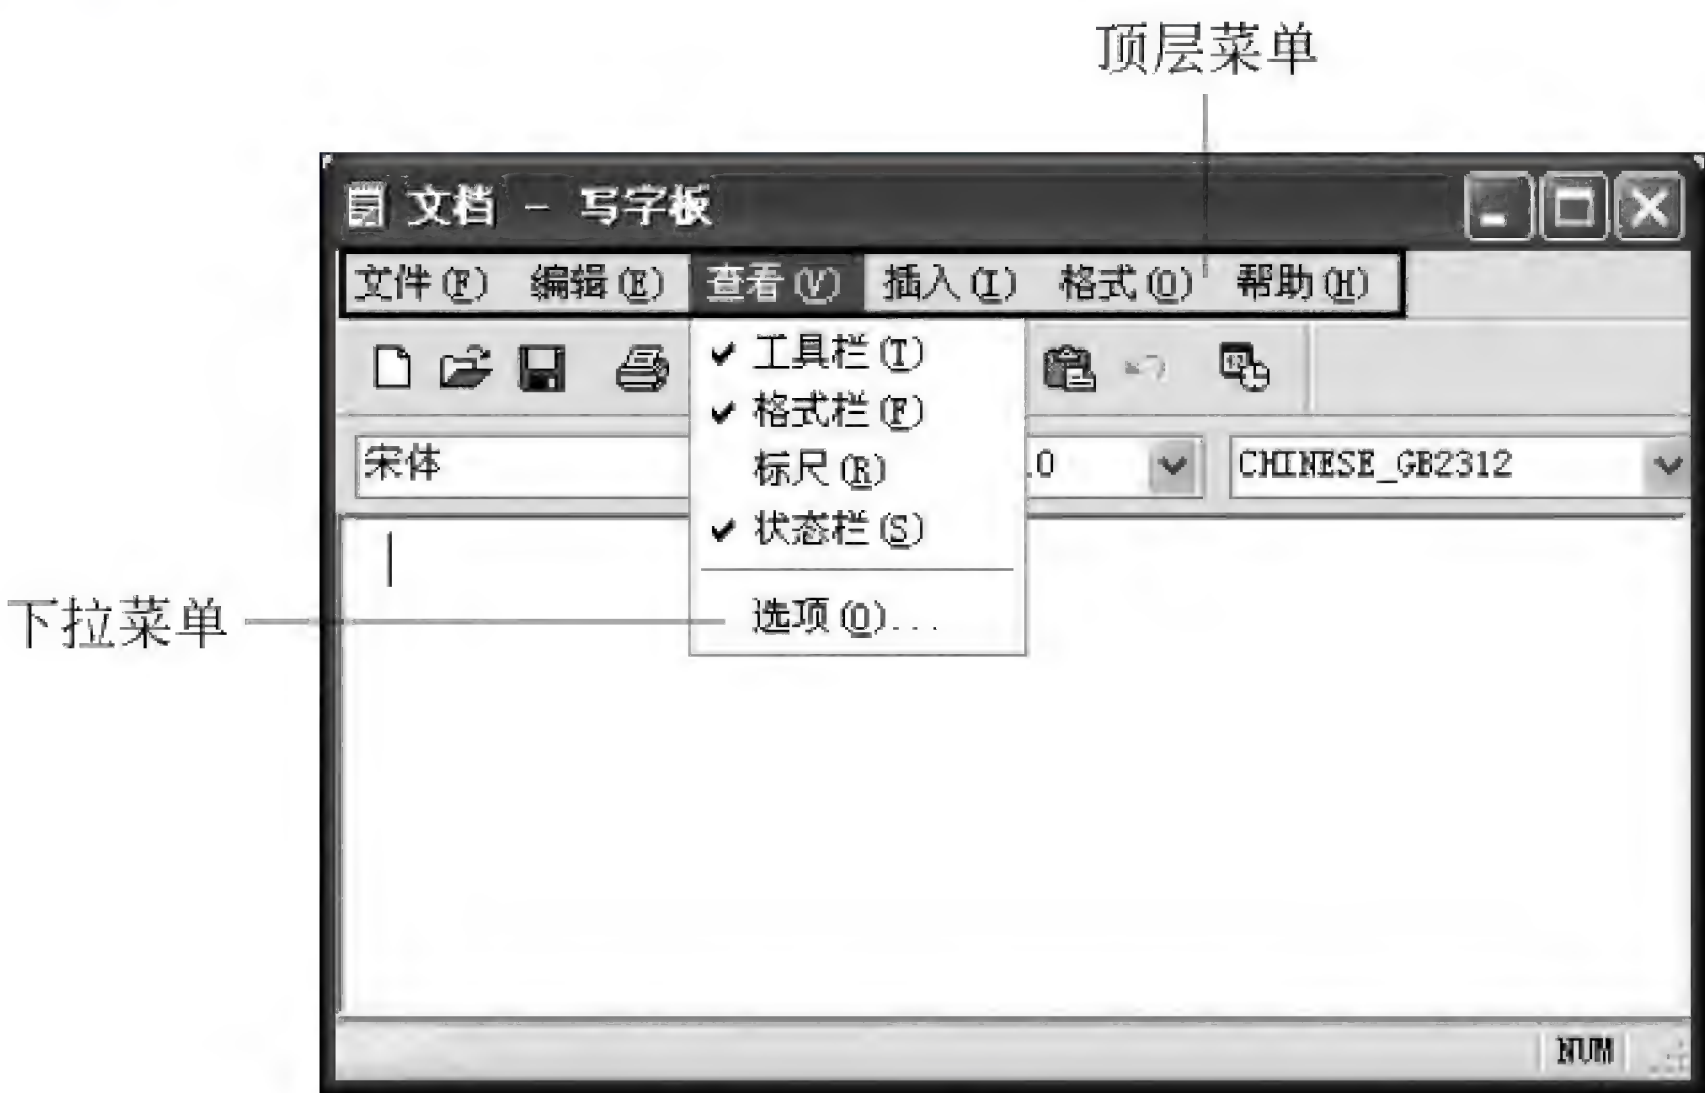 顶层菜单
文档 - 写字板
文件(F) 编辑(E) 查看(V) 插入(I) 格式(O) 帮助(H)
工具栏(T)
格式栏(F)
宋体 .0 CHINESE_GB2312
标尺(R)
状态栏(S)
下拉菜单 选项(O)...
NUM